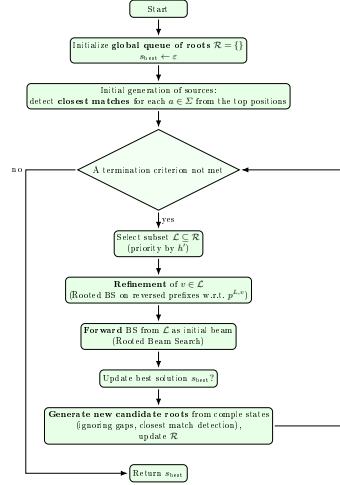 Start
Initialize global queue of roots 𝓡 = {}
s_best ← ε
Initial generation of sources:
detect closest matches for each a ∈ Σ from the top positions
A termination criterion not met
no
yes
Select subset 𝓛 ⊆ 𝓡
(priority by h′)
Refinement of v ∈ 𝓛
(Rooted BS on reversed prefixes w.r.t. p^{L,v})
Forward BS from 𝓛 as initial beam
(Rooted Beam Search)
Update best solution s_best?
Generate new candidate roots from comple states
(ignoring gaps, closest match detection),
update 𝓡
Return s_best